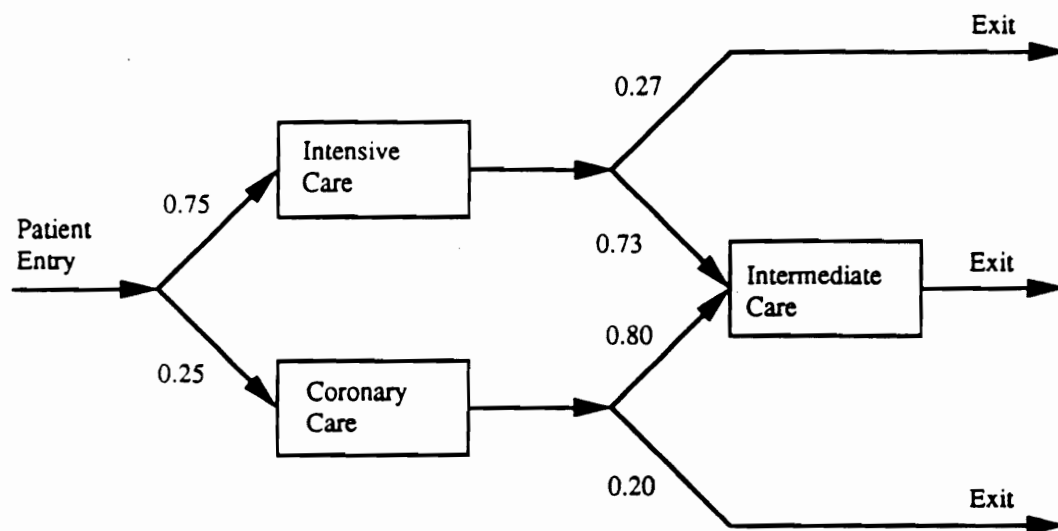 Exit
0.27
Intensive
Care
0.75
Patient
Entry
0.73
Intermediate
Care
Exit
0.80
0.25
Coronary
Care
0.20
Exit